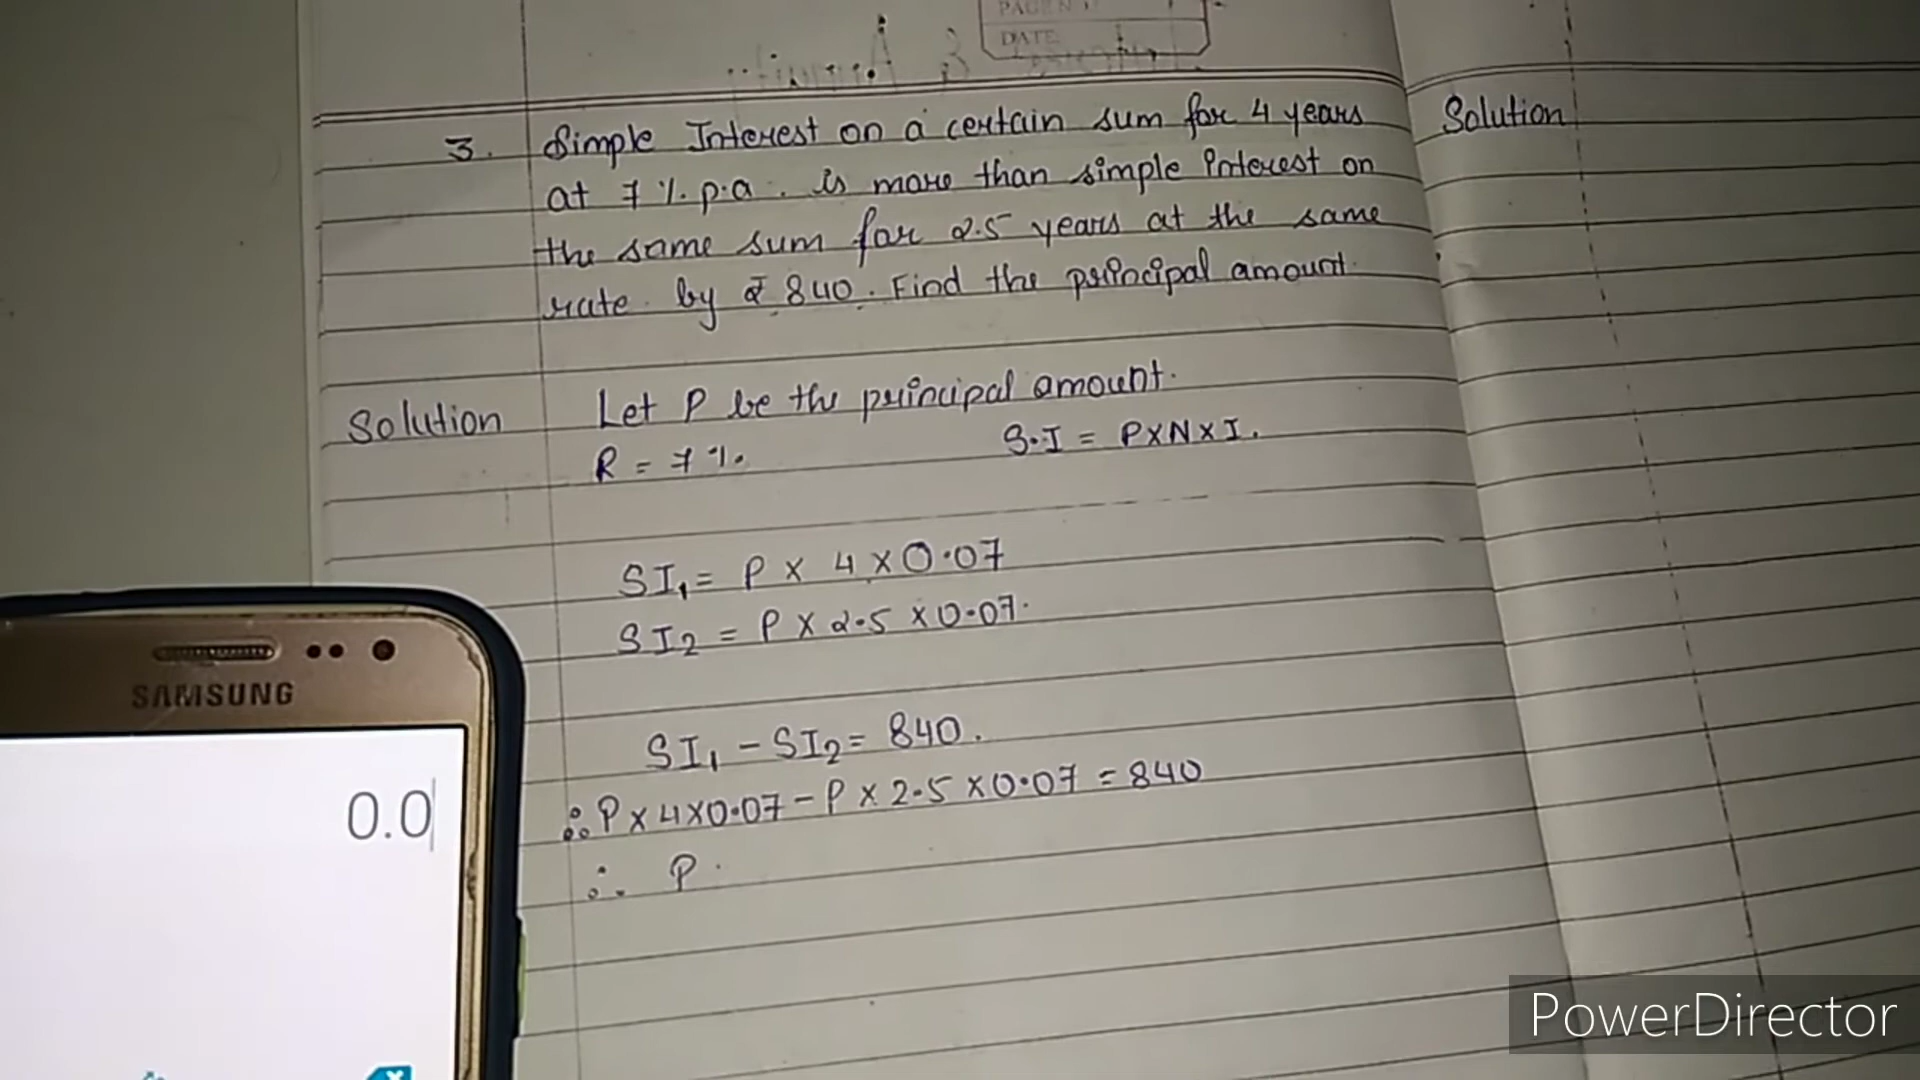 DATE
3. Simple Interest on a certain sum for 4 years
at 7 %. p.a. is more than simple interest on
the same sum for 2.5 years at the same
rate by ₹ 840. Find the principal amount.
Solution
Solution Let P be the principal amount.
R = 7 %. S.I = P×N×I.
SI₁ = P × 4 × 0.07
SI₂ = P × 2.5 × 0.07.
SI₁ - SI₂ = 840.
∴ P × 4 × 0.07 - P × 2.5 × 0.07 = 840
∴ P
SAMSUNG
0.0
PowerDirector